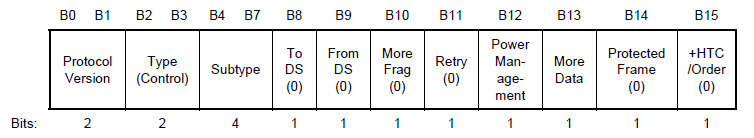 B0 B1 B2 B3 B4 B7 B8 B9 B10 B11 B12 B13 B14 B15
Protocol
Version
Type
(Control)
Subtype
To
DS
(0)
From
DS
(0)
More
Frag
(0)
Retry
(0)
Power
Man-
age-
ment
More
Data
Protected
Frame
(0)
+HTC
/Order
(0)
Bits: 2 2 4 1 1 1 1 1 1 1 1